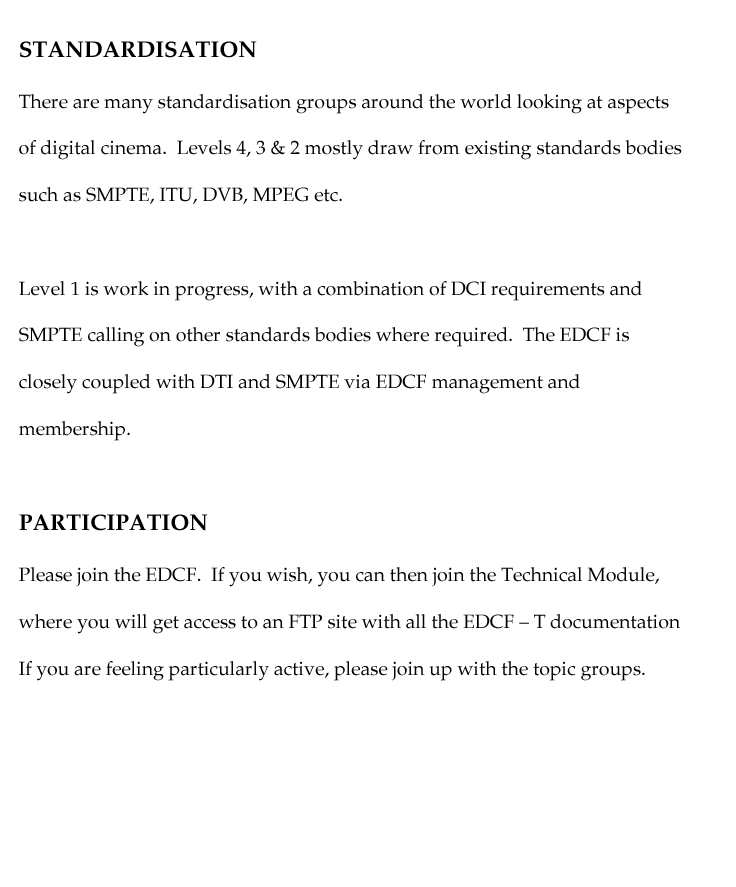 STANDARDISATION
There are many standardisation groups around the world looking at aspects
of digital cinema.  Levels 4, 3 & 2 mostly draw from existing standards bodies
such as SMPTE, ITU, DVB, MPEG etc.
Level 1 is work in progress, with a combination of DCI requirements and
SMPTE calling on other standards bodies where required.  The EDCF is
closely coupled with DTI and SMPTE via EDCF management and
membership.
PARTICIPATION
Please join the EDCF.  If you wish, you can then join the Technical Module,
where you will get access to an FTP site with all the EDCF – T documentation
If you are feeling particularly active, please join up with the topic groups.